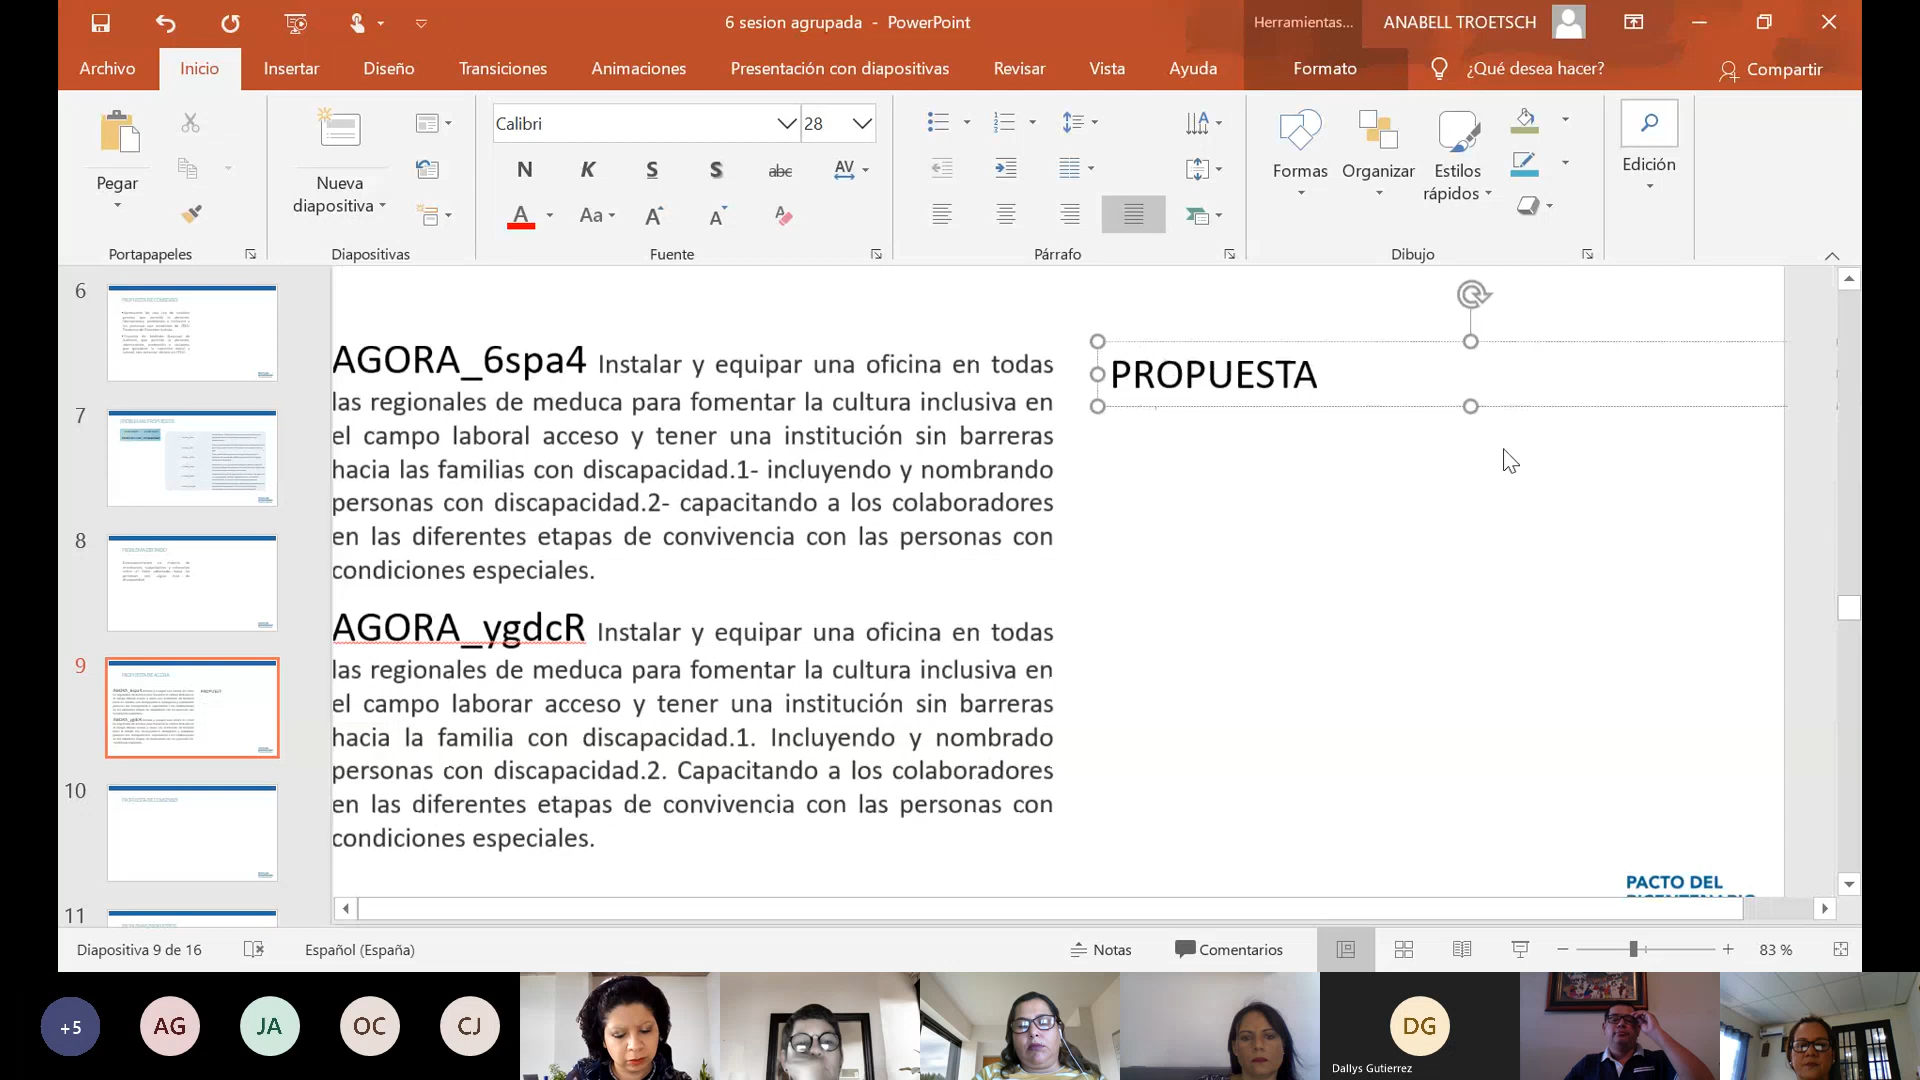 6 sesion agrupada - PowerPoint
Herramientas...
ANABELL TROETSCH
Archivo
Inicio
Insertar
Diseño
Transiciones
Animaciones
Presentación con diapositivas
Revisar
Vista
Ayuda
Formato
¿Qué desea hacer?
Compartir
Pegar
Nueva
diapositiva
Calibri
28
N
K
S
S
abc
AV
A
Aa
A
A
Formas
Organizar
Estilos
rápidos
Edición
Portapapeles
Diapositivas
Fuente
Párrafo
Dibujo
6
7
8
9
10
11
AGORA_6spa4 Instalar y equipar una oficina en todas
las regionales de meduca para fomentar la cultura inclusiva en
el campo laboral acceso y tener una institución sin barreras
hacia las familias con discapacidad.1- incluyendo y nombrando
personas con discapacidad.2- capacitando a los colaboradores
en las diferentes etapas de convivencia con las personas con
condiciones especiales.
AGORA_ygdcR Instalar y equipar una oficina en todas
las regionales de meduca para fomentar la cultura inclusiva en
el campo laborar acceso y tener una institución sin barreras
hacia la familia con discapacidad.1. Incluyendo y nombrado
personas con discapacidad.2. Capacitando a los colaboradores
en las diferentes etapas de convivencia con las personas con
condiciones especiales.
PROPUESTA
PACTO DEL
BICENTENARIO
Diapositiva 9 de 16
Español (España)
Notas
Comentarios
83 %
+5
AG
JA
OC
CJ
DG
Dallys Gutierrez